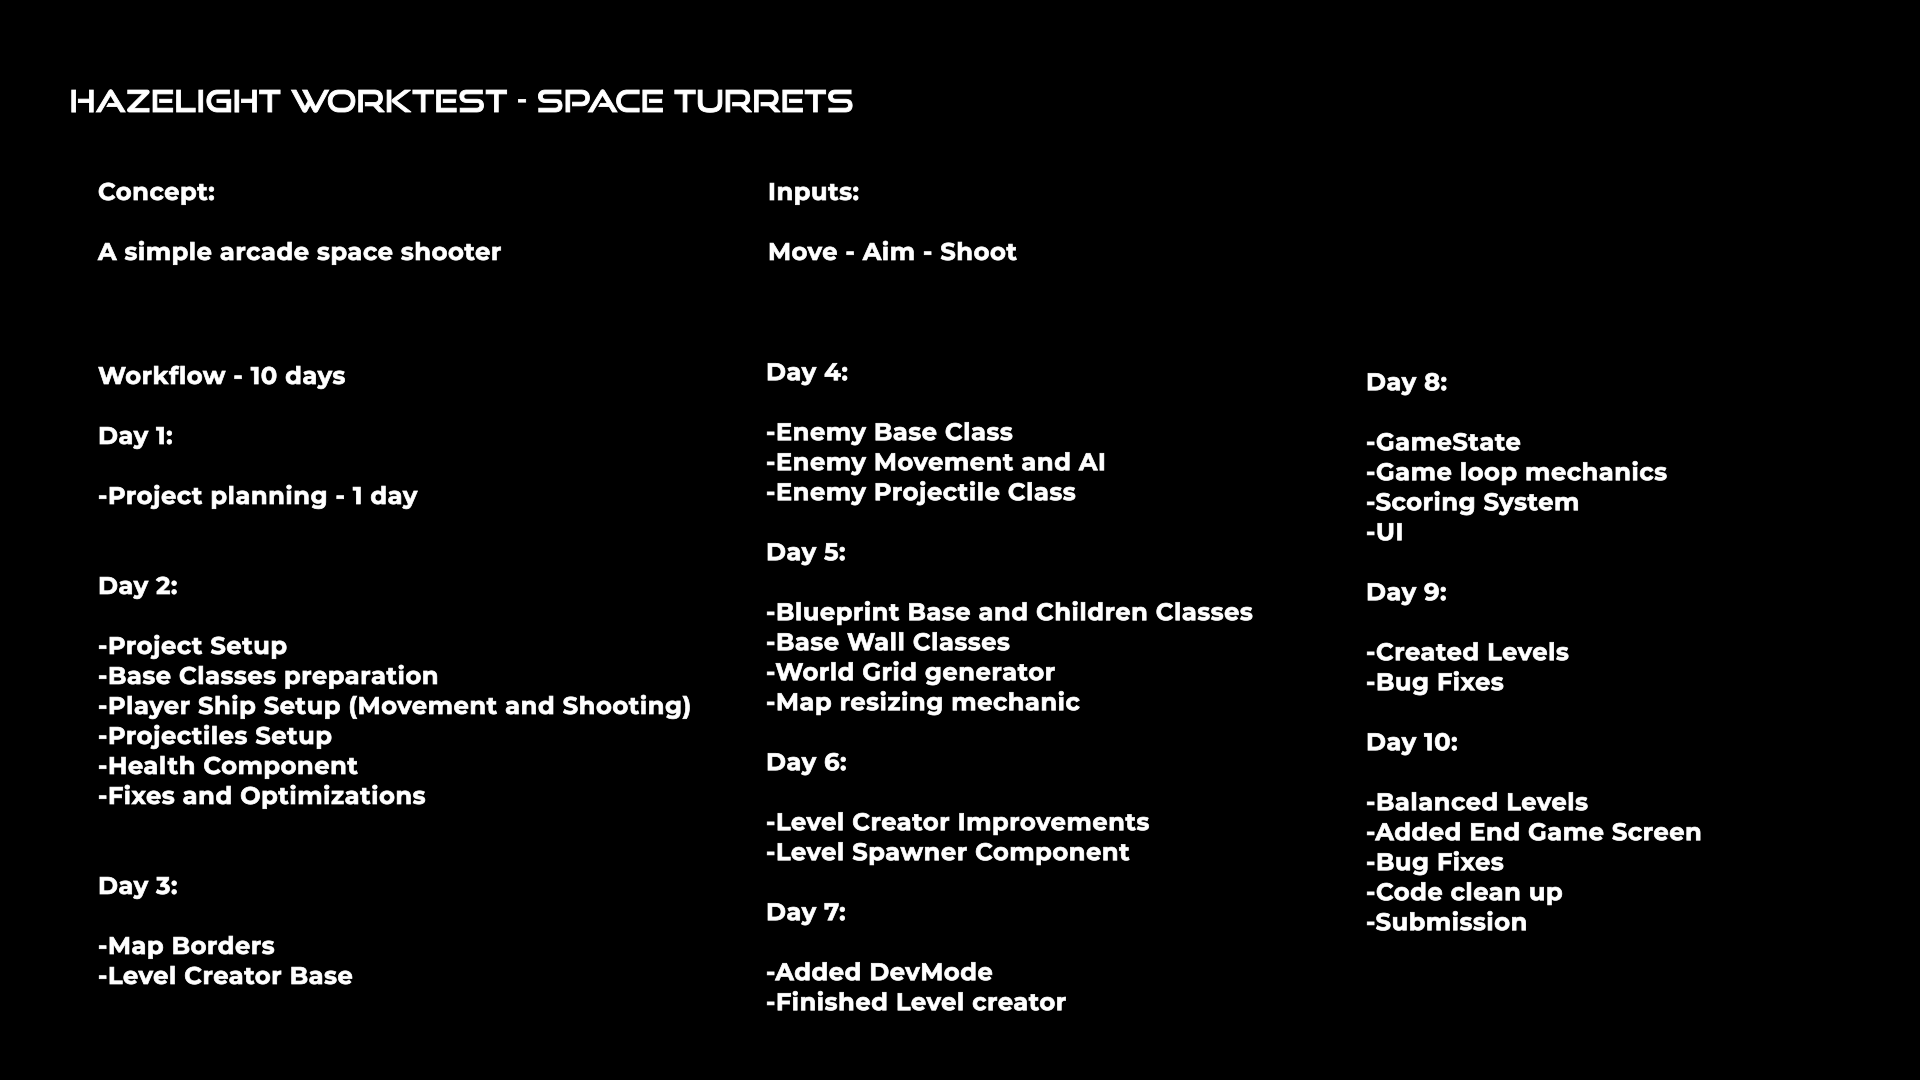 HAZELIGHT WORKTEST - SPACE TURRETS
Concept:
A simple arcade space shooter
Inputs:
Move - Aim - Shoot
Workflow - 10 days
Day 1:
-Project planning - 1 day
Day 2:
-Project Setup
-Base Classes preparation
-Player Ship Setup (Movement and Shooting)
-Projectiles Setup
-Health Component
-Fixes and Optimizations
Day 3:
-Map Borders
-Level Creator Base
Day 4:
-Enemy Base Class
-Enemy Movement and AI
-Enemy Projectile Class
Day 5:
-Blueprint Base and Children Classes
-Base Wall Classes
-World Grid generator
-Map resizing mechanic
Day 6:
-Level Creator Improvements
-Level Spawner Component
Day 7:
-Added DevMode
-Finished Level creator
Day 8:
-GameState
-Game loop mechanics
-Scoring System
-UI
Day 9:
-Created Levels
-Bug Fixes
Day 10:
-Balanced Levels
-Added End Game Screen
-Bug Fixes
-Code clean up
-Submission